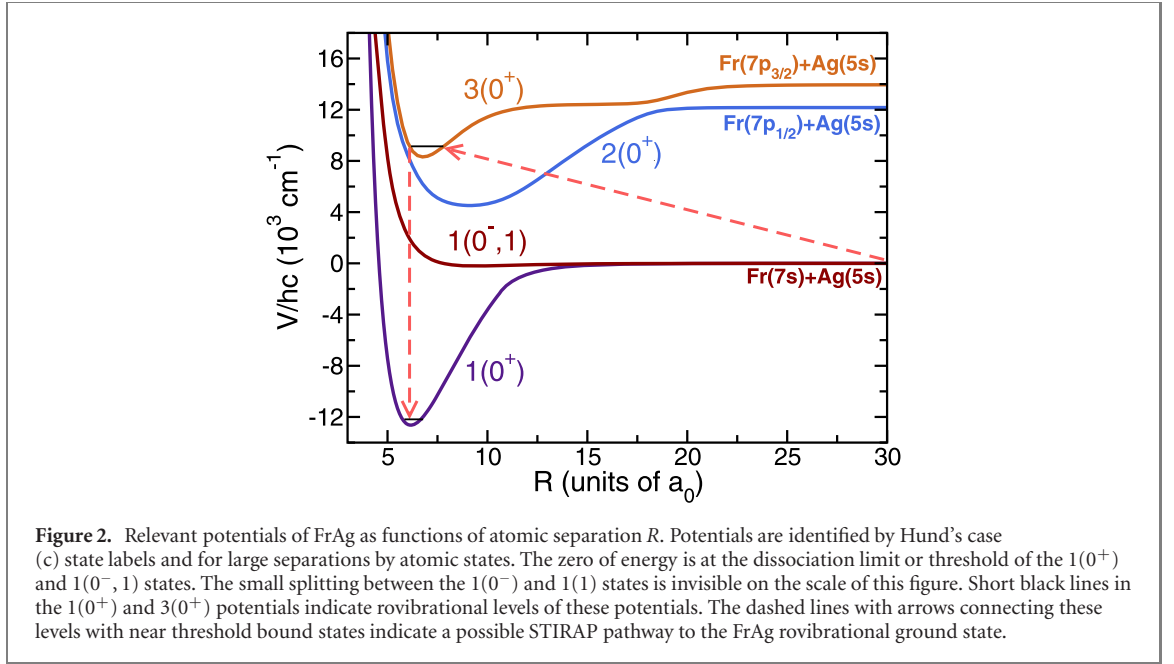 16
12
8
4
0
-4
-8
-12
V/hc (10³ cm⁻¹)
3(0⁺)
Fr(7p₃/₂)+Ag(5s)
Fr(7p₁/₂)+Ag(5s)
2(0⁺)
1(0⁻,1)
Fr(7s)+Ag(5s)
1(0⁺)
5 10 15 20 25 30
R (units of a₀)
Figure 2. Relevant potentials of FrAg as functions of atomic separation R. Potentials are identified by Hund's case
(c) state labels and for large separations by atomic states. The zero of energy is at the dissociation limit or threshold of the 1(0⁺)
and 1(0⁻, 1) states. The small splitting between the 1(0⁻) and 1(1) states is invisible on the scale of this figure. Short black lines in
the 1(0⁺) and 3(0⁺) potentials indicate rovibrational levels of these potentials. The dashed lines with arrows connecting these
levels with near threshold bound states indicate a possible STIRAP pathway to the FrAg rovibrational ground state.